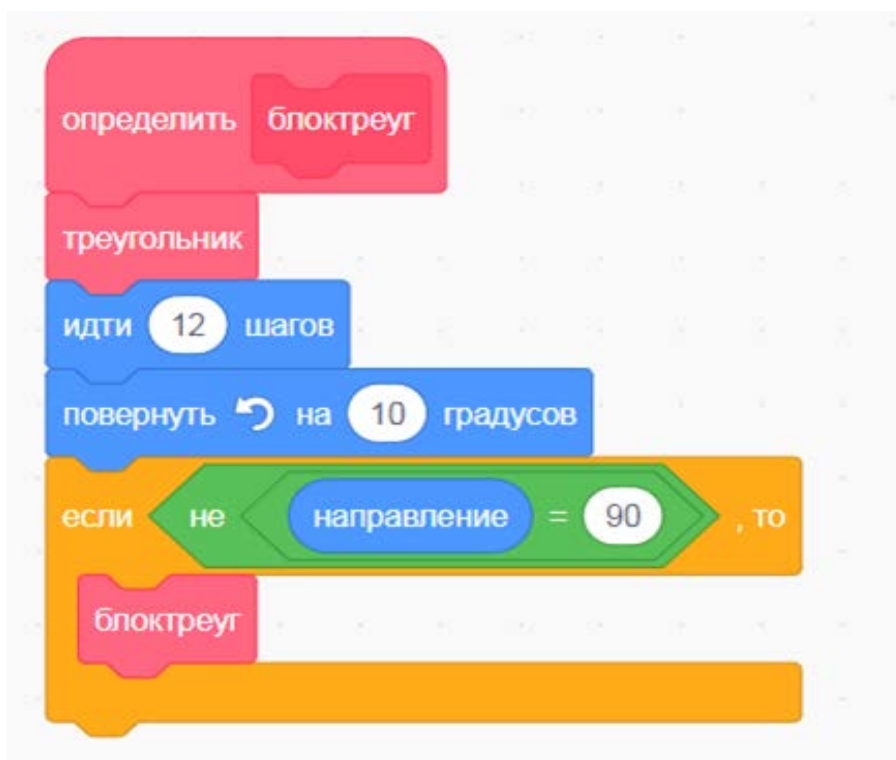 определить блоктреуг
треугольник
идти 12 шагов
повернуть на 10 градусов
если не направление = 90 , то
блоктреуг